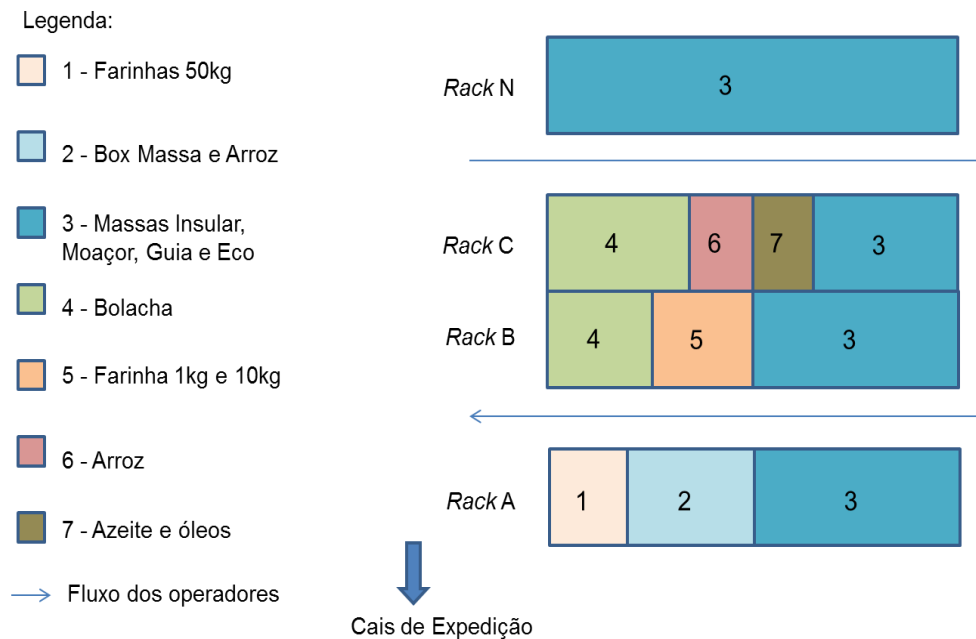 Legenda:
1 - Farinhas 50kg
2 - Box Massa e Arroz
3 - Massas Insular,
Moaçor, Guia e Eco
4 - Bolacha
5 - Farinha 1kg e 10kg
6 - Arroz
7 - Azeite e óleos
Fluxo dos operadores
Rack N
3
Rack C
4
6
7
3
Rack B
4
5
3
Rack A
1
2
3
Cais de Expedição